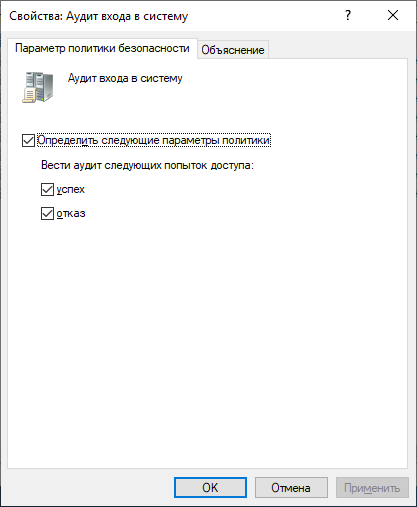 Свойства: Аудит входа в систему
?
Параметр политики безопасности
Объяснение
Аудит входа в систему
Определить следующие параметры политики
Вести аудит следующих попыток доступа:
успех
отказ
OK
Отмена
Применить